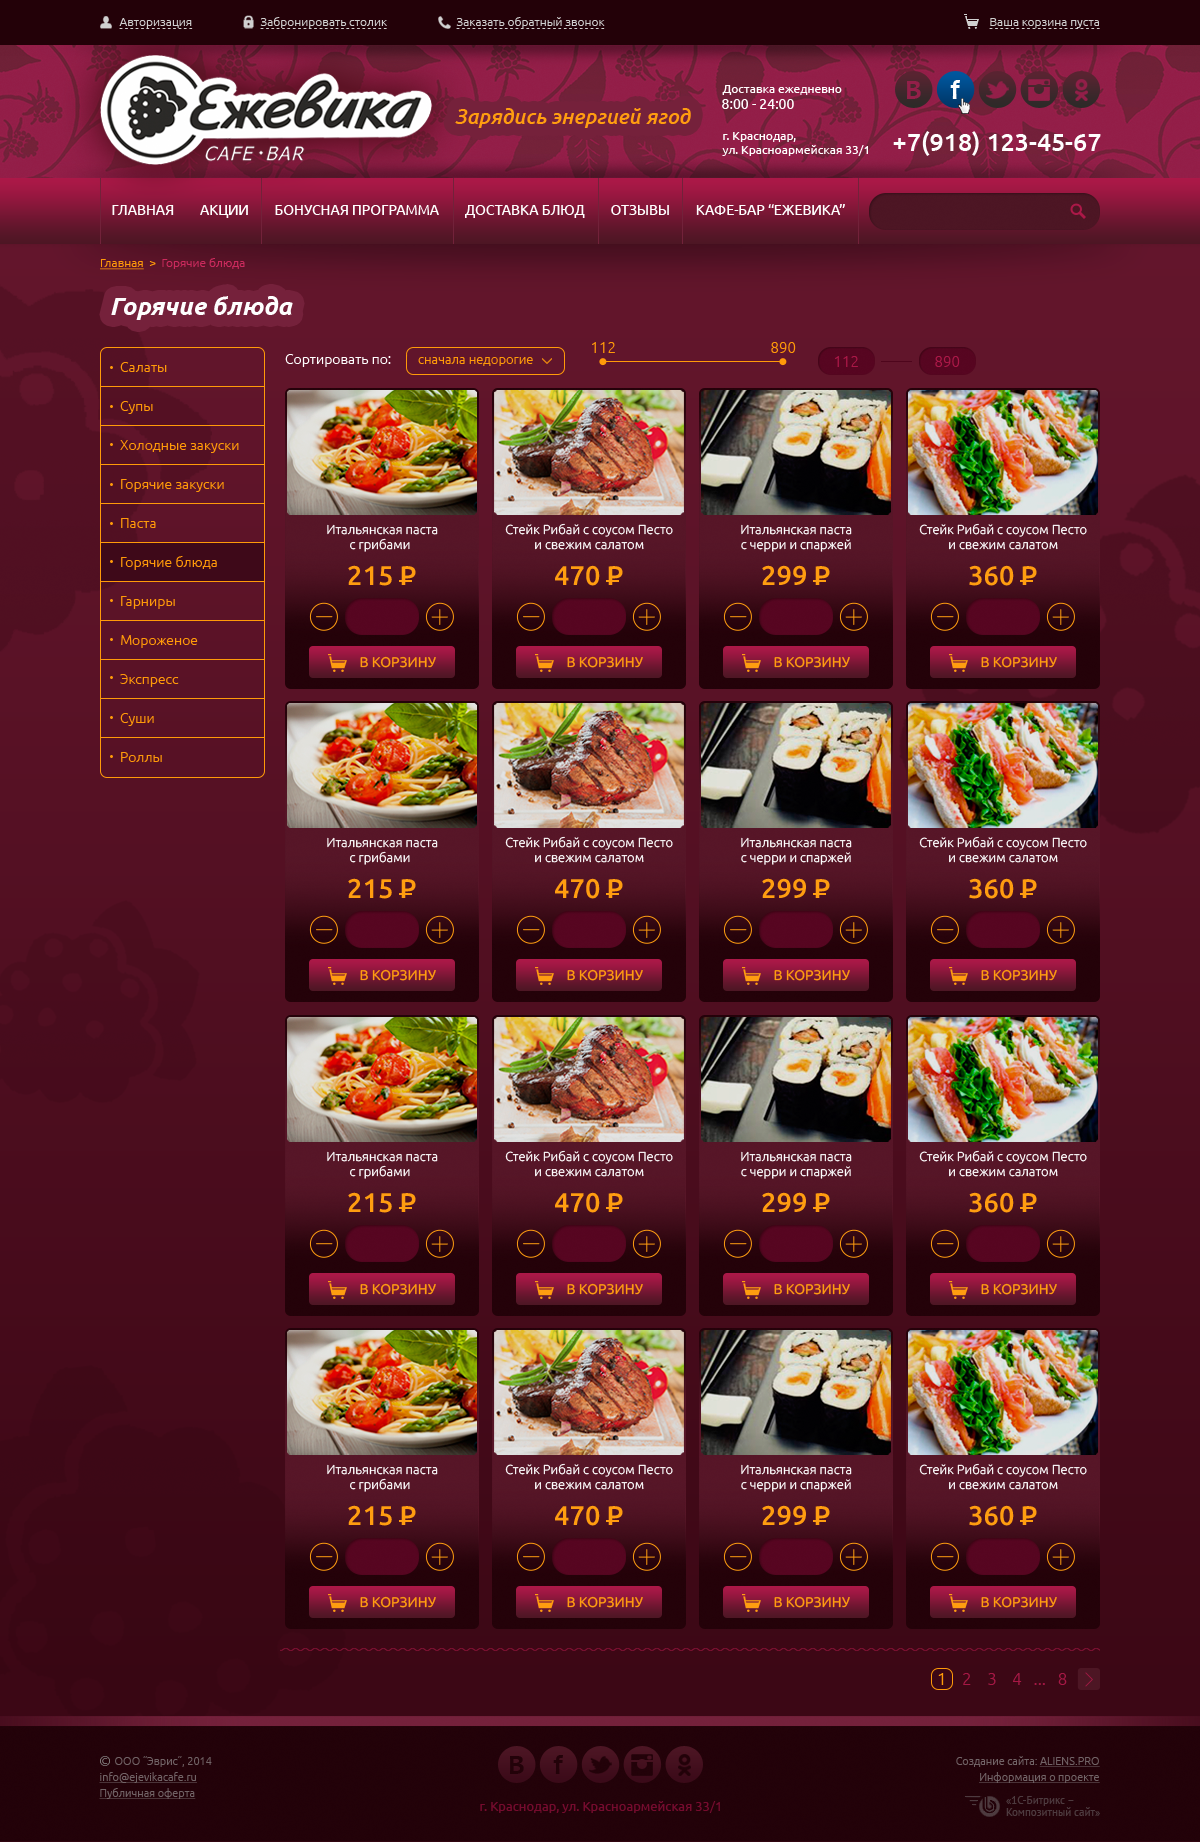 Авторизация
Забронировать столик
Заказать обратный звонок
Ваша корзина пуста
Ежевика
CAFE · BAR
Зарядись энергией ягод
Доставка ежедневно
8:00 - 24:00
г. Краснодар,
ул. Красноармейская 33/1
В f
+7(918) 123-45-67
ГЛАВНАЯ АКЦИИ БОНУСНАЯ ПРОГРАММА ДОСТАВКА БЛЮД ОТЗЫВЫ КАФЕ-БАР “ЕЖЕВИКА”
Главная > Горячие блюда
Горячие блюда
· Салаты
· Супы
· Холодные закуски
· Горячие закуски
· Паста
· Горячие блюда
· Гарниры
· Мороженое
· Экспресс
· Суши
· Роллы
Сортировать по: сначала недорогие
112 890
112 — 890
Итальянская паста
с грибами
215 ₽
В КОРЗИНУ
Стейк Рибай с соусом Песто
и свежим салатом
470 ₽
В КОРЗИНУ
Итальянская паста
с черри и спаржей
299 ₽
В КОРЗИНУ
Стейк Рибай с соусом Песто
и свежим салатом
360 ₽
В КОРЗИНУ
Итальянская паста
с грибами
215 ₽
В КОРЗИНУ
Стейк Рибай с соусом Песто
и свежим салатом
470 ₽
В КОРЗИНУ
Итальянская паста
с черри и спаржей
299 ₽
В КОРЗИНУ
Стейк Рибай с соусом Песто
и свежим салатом
360 ₽
В КОРЗИНУ
Итальянская паста
с грибами
215 ₽
В КОРЗИНУ
Стейк Рибай с соусом Песто
и свежим салатом
470 ₽
В КОРЗИНУ
Итальянская паста
с черри и спаржей
299 ₽
В КОРЗИНУ
Стейк Рибай с соусом Песто
и свежим салатом
360 ₽
В КОРЗИНУ
Итальянская паста
с грибами
215 ₽
В КОРЗИНУ
Стейк Рибай с соусом Песто
и свежим салатом
470 ₽
В КОРЗИНУ
Итальянская паста
с черри и спаржей
299 ₽
В КОРЗИНУ
Стейк Рибай с соусом Песто
и свежим салатом
360 ₽
В КОРЗИНУ
1 2 3 4 ... 8
© ООО “Эврис”, 2014
info@ejevikacafe.ru
Публичная оферта
В f
г. Краснодар, ул. Красноармейская 33/1
Создание сайта: ALIENS.PRO
Информация о проекте
«1С-Битрикс –
Композитный сайт»